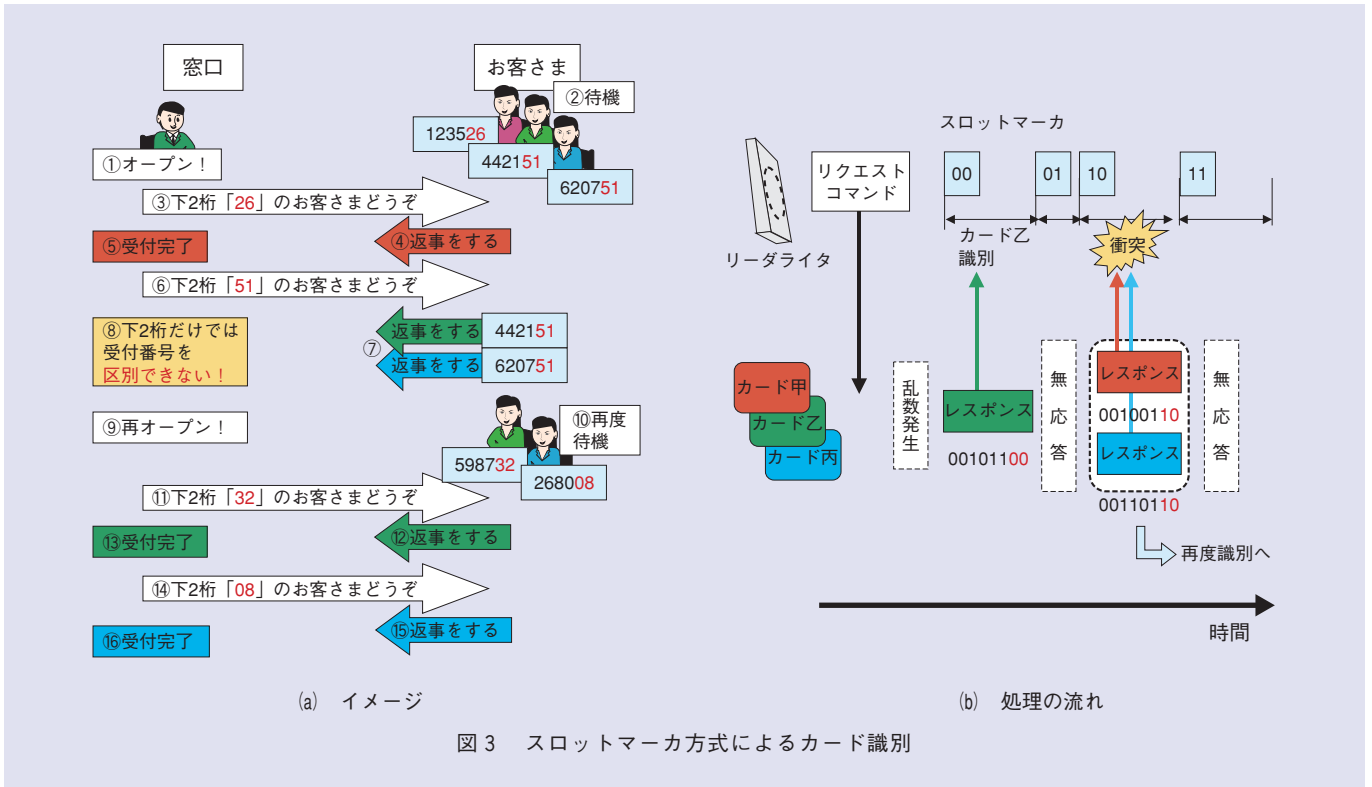 窓口
お客さま
②待機
123526
442151
620751
①オープン！
③下2桁「26」のお客さまどうぞ
④返事をする
⑤受付完了
⑥下2桁「51」のお客さまどうぞ
⑦
返事をする
442151
返事をする
620751
⑧下2桁だけでは
受付番号を
区別できない！
⑨再オープン！
⑩再度
待機
598732
268008
⑪下2桁「32」のお客さまどうぞ
⑫返事をする
⑬受付完了
⑭下2桁「08」のお客さまどうぞ
⑮返事をする
⑯受付完了
(a) イメージ
スロットマーカ
リクエスト
コマンド
00
01
10
11
リーダライタ
カード乙
識別
衝突
カード甲
カード乙
カード丙
乱数発生
レスポンス
00101100
無応答
レスポンス
00100110
レスポンス
00110110
無応答
再度識別へ
時間
(b) 処理の流れ
図3 スロットマーカ方式によるカード識別